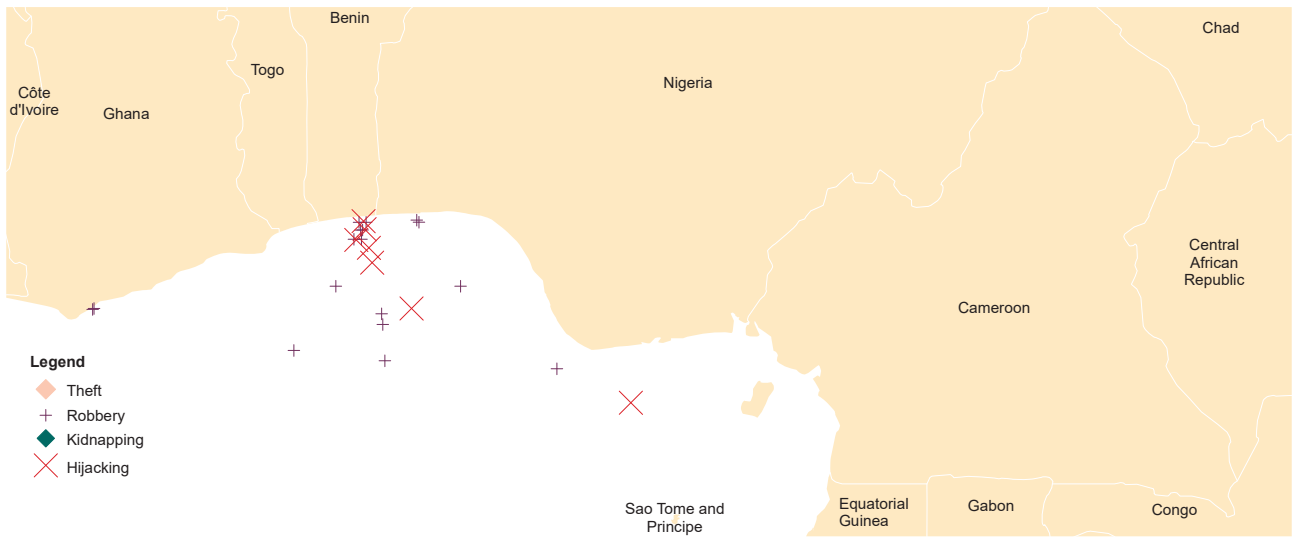 Benin
Chad
Togo
Nigeria
Côte
d'Ivoire
Ghana
Central
African
Republic
Cameroon
Legend
Theft
Robbery
Kidnapping
Hijacking
Sao Tome and
Principe
Equatorial
Guinea
Gabon
Congo